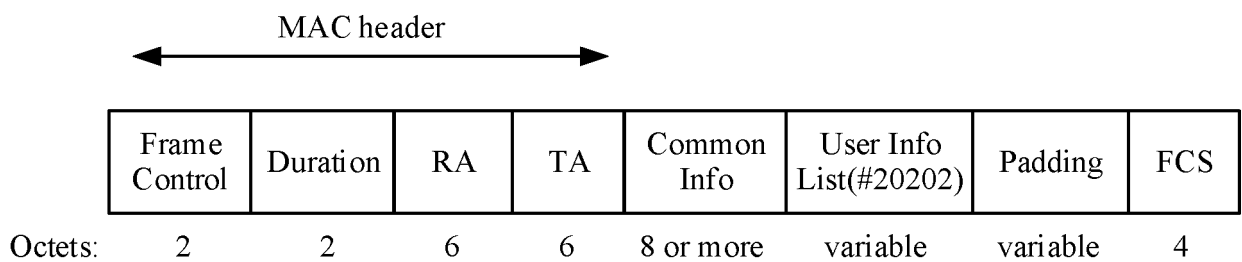 MAC header
Frame Control Duration RA TA Common Info User Info List(#20202) Padding FCS
Octets: 2 2 6 6 8 or more variable variable 4